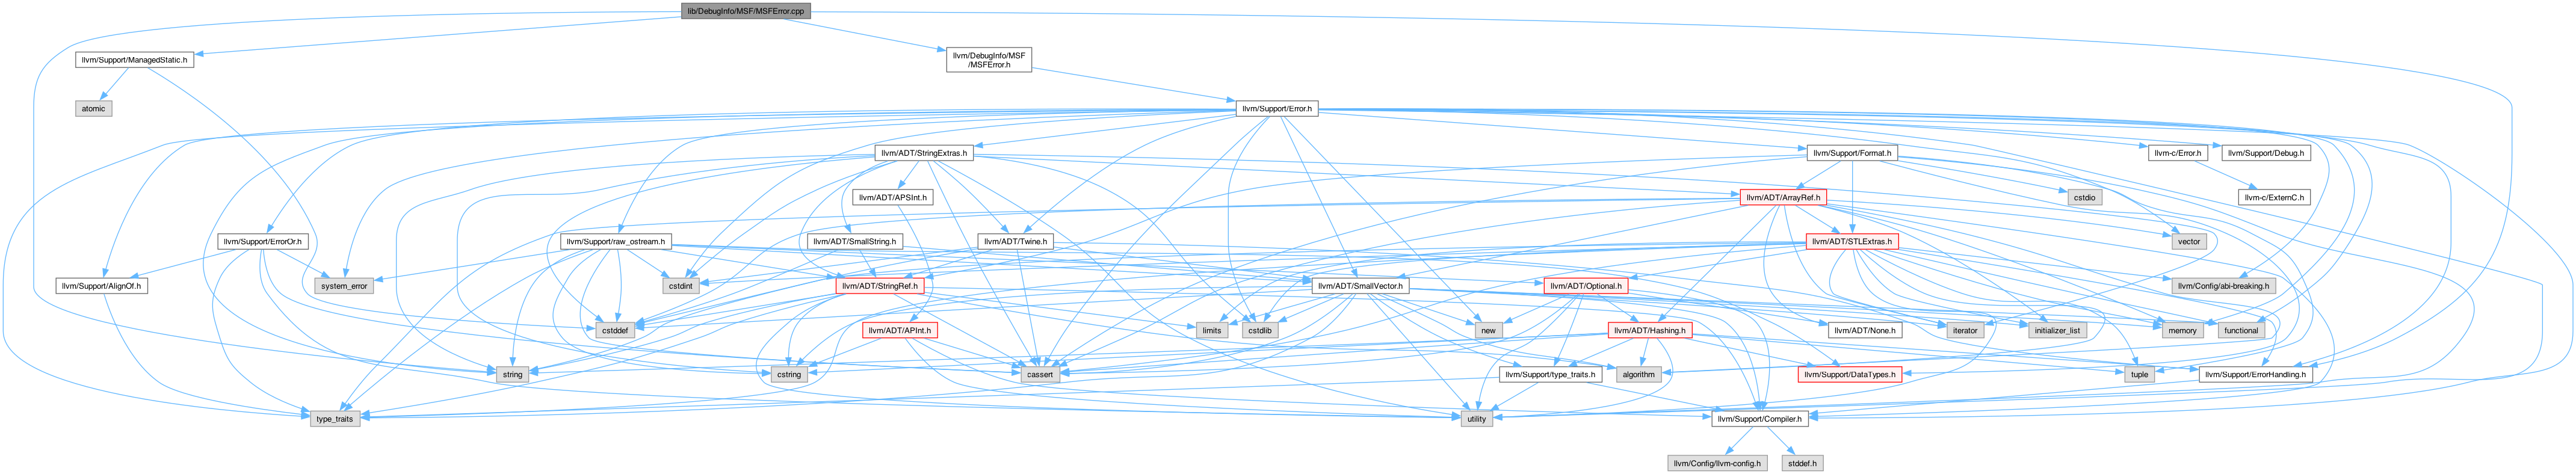 lib/DebugInfo/MSF/MSFError.cpp
llvm/Support/ManagedStatic.h
llvm/DebugInfo/MSF
/MSFError.h
atomic
llvm/Support/Error.h
llvm/ADT/StringExtras.h
llvm/Support/Format.h
llvm-c/Error.h
llvm/Support/Debug.h
llvm/ADT/APSInt.h
llvm/ADT/ArrayRef.h
cstdio
llvm-c/ExternC.h
llvm/Support/ErrorOr.h
llvm/Support/raw_ostream.h
llvm/ADT/SmallString.h
llvm/ADT/Twine.h
llvm/ADT/STLExtras.h
vector
llvm/Support/AlignOf.h
system_error
cstdint
llvm/ADT/StringRef.h
llvm/ADT/SmallVector.h
llvm/ADT/Optional.h
llvm/Config/abi-breaking.h
cstddef
llvm/ADT/APInt.h
limits
cstdlib
new
llvm/ADT/Hashing.h
llvm/ADT/None.h
iterator
initializer_list
memory
functional
string
cstring
cassert
llvm/Support/type_traits.h
algorithm
llvm/Support/DataTypes.h
tuple
llvm/Support/ErrorHandling.h
type_traits
utility
llvm/Support/Compiler.h
llvm/Config/llvm-config.h
stddef.h